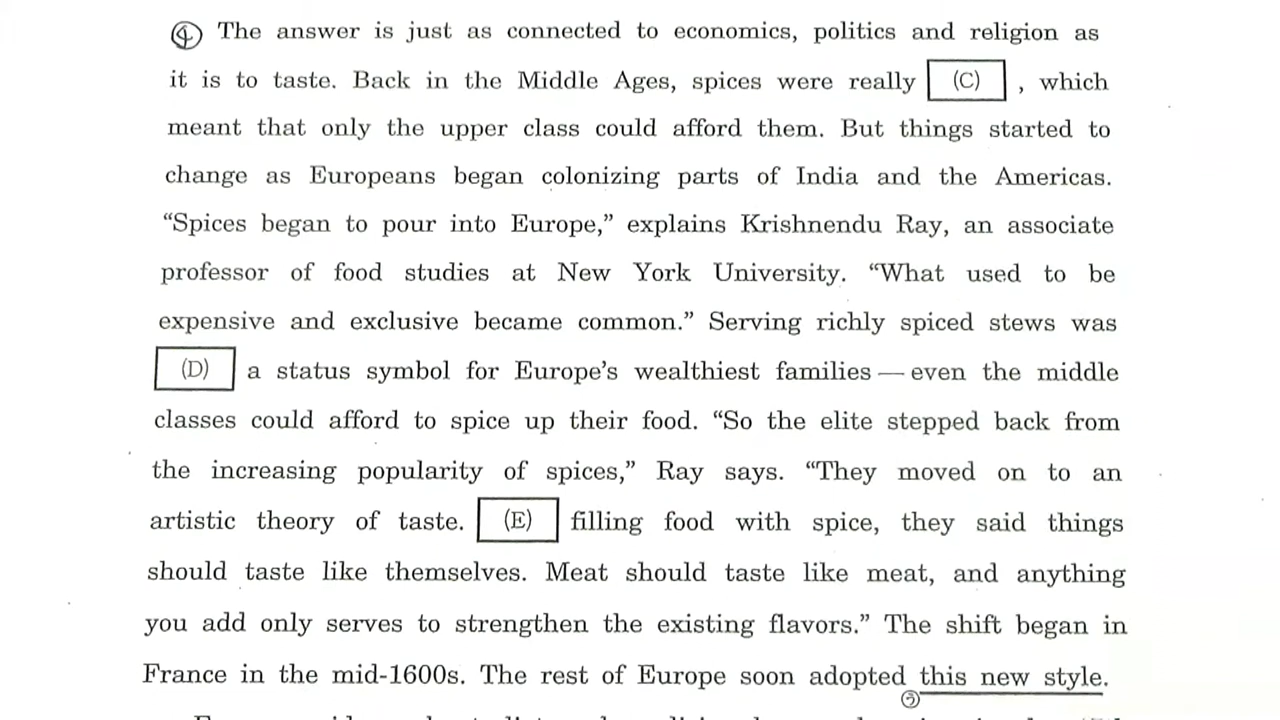 ④ The answer is just as connected to economics, politics and religion as
it is to taste. Back in the Middle Ages, spices were really (C) , which
meant that only the upper class could afford them. But things started to
change as Europeans began colonizing parts of India and the Americas.
“Spices began to pour into Europe,” explains Krishnendu Ray, an associate
professor of food studies at New York University. “What used to be
expensive and exclusive became common.” Serving richly spiced stews was
(D) a status symbol for Europe’s wealthiest families — even the middle
classes could afford to spice up their food. “So the elite stepped back from
the increasing popularity of spices,” Ray says. “They moved on to an
artistic theory of taste. (E) filling food with spice, they said things
should taste like themselves. Meat should taste like meat, and anything
you add only serves to strengthen the existing flavors.” The shift began in
France in the mid-1600s. The rest of Europe soon adopted this new style.